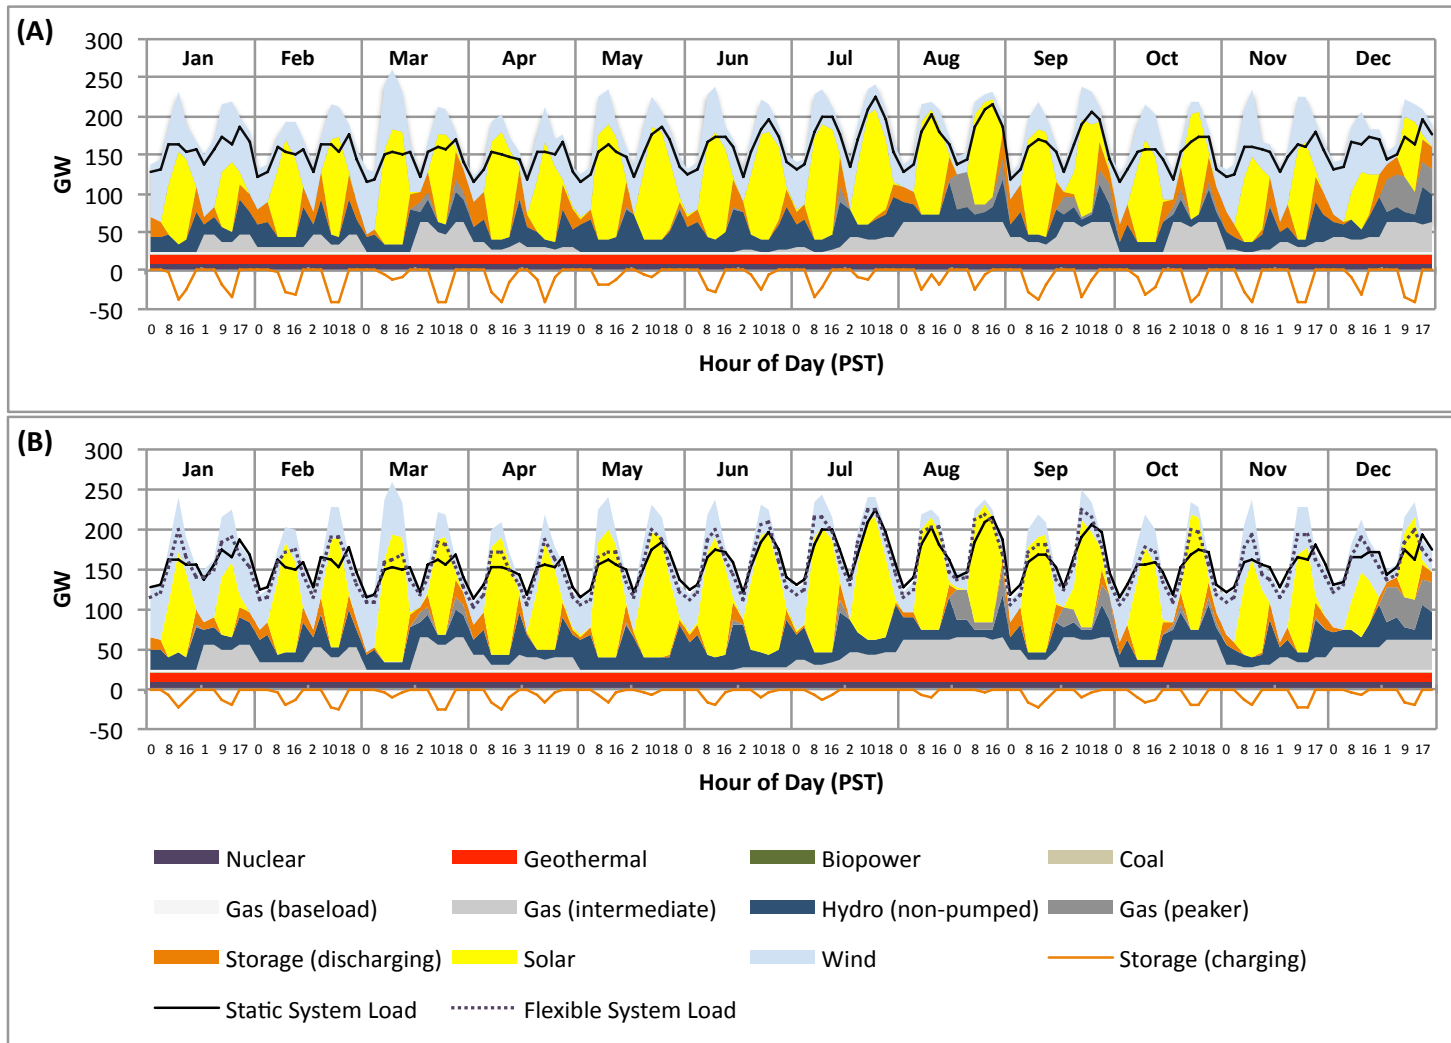 (A)
300
250
200
150
100
50
0
-50
GW
Jan Feb Mar Apr May Jun Jul Aug Sep Oct Nov Dec
0 8 16 1 9 17 0 8 16 2 10 18 0 8 16 2 10 18 0 8 16 3 11 19 0 8 16 2 10 18 0 8 16 2 10 18 0 8 16 2 10 18 0 8 16 0 8 16 0 8 16 2 10 18 0 8 16 2 10 18 0 8 16 1 9 17 0 8 16 1 9 17
Hour of Day (PST)
(B)
300
250
200
150
100
50
0
-50
GW
Jan Feb Mar Apr May Jun Jul Aug Sep Oct Nov Dec
0 8 16 1 9 17 0 8 16 2 10 18 0 8 16 2 10 18 0 8 16 3 11 19 0 8 16 2 10 18 0 8 16 2 10 18 0 8 16 2 10 18 0 8 16 0 8 16 0 8 16 2 10 18 0 8 16 2 10 18 0 8 16 1 9 17 0 8 16 1 9 17
Hour of Day (PST)
Nuclear Geothermal Biopower Coal
Gas (baseload) Gas (intermediate) Hydro (non-pumped) Gas (peaker)
Storage (discharging) Solar Wind Storage (charging)
Static System Load Flexible System Load